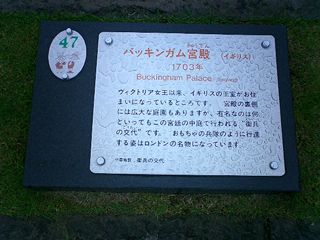 47
バッキンガム宮殿 (イギリス)
1703年
Buckingham Palace (England)
ヴィクトリア女王以来、イギリスの王室がお住
まいになっているところです。 宮殿の裏側
には広大な庭園もありますが、有名なのは何
といってもこの宮廷の中庭で行われる“衛兵
の交代”です。 おもちゃの兵隊のように行進
する姿はロンドンの名物になっています。
衛兵の交代